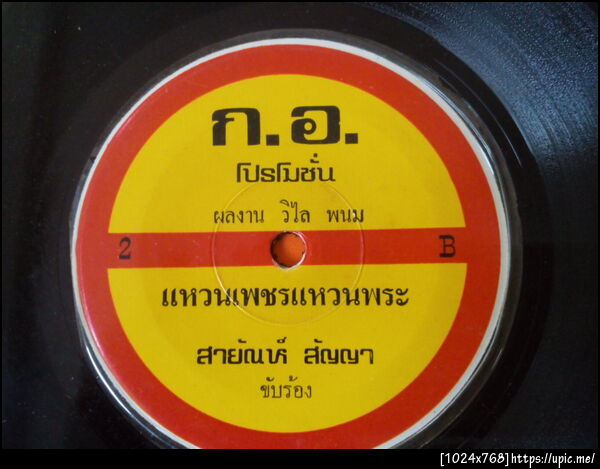 ก.อ.
โปรโมชั่น
ผลงาน วิไล พนม
2 B
แหวนเพชรแหวนพระ
สายัณห์ สัญญา
ขับร้อง
[1024x768]https://upic.me/